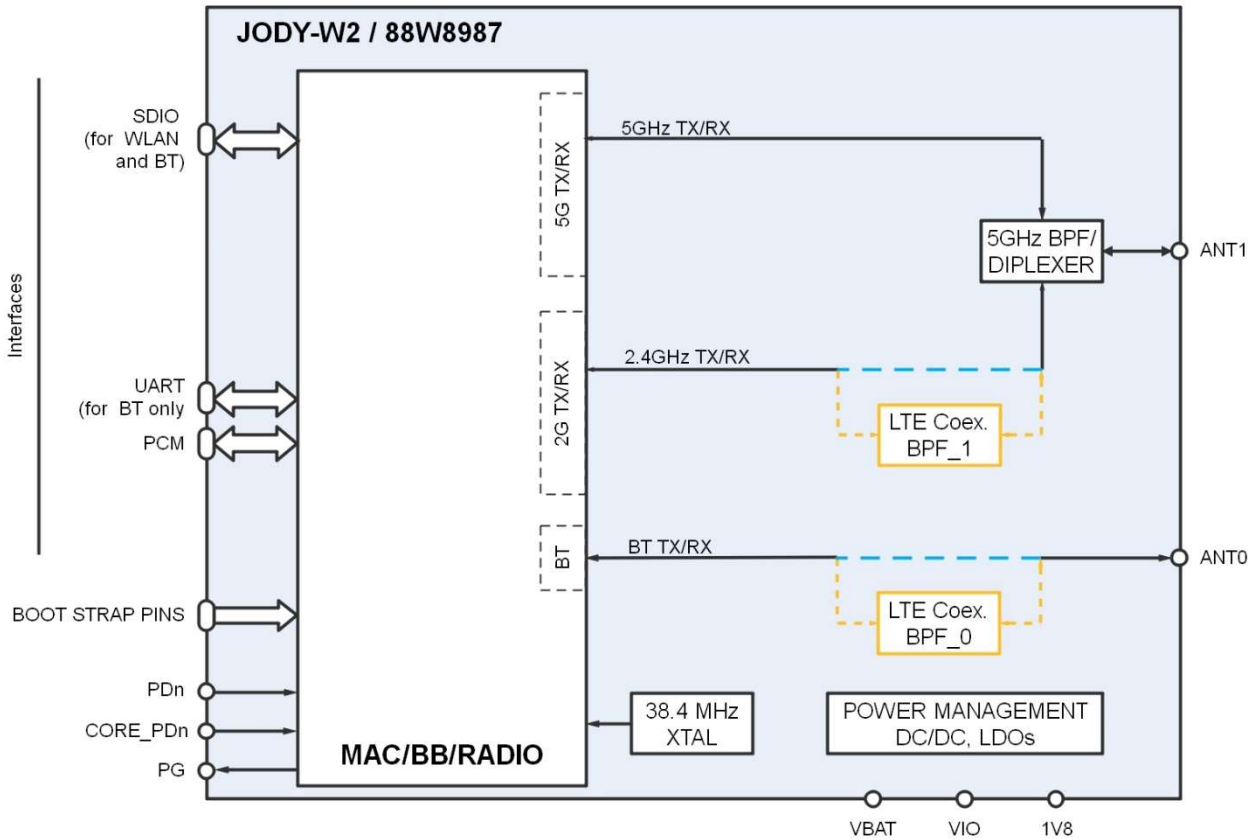 JODY-W2 / 88W8987
SDIO
(for WLAN
and BT)
5GHz TX/RX
5G TX/RX
5GHz BPF/
DIPLEXER
ANT1
Interfaces
2.4GHz TX/RX
2G TX/RX
UART
(for BT only
PCM
LTE Coex.
BPF_1
BT TX/RX
BT
ANT0
BOOT STRAP PINS
LTE Coex.
BPF_0
PDn
CORE_PDn
PG
38.4 MHz
XTAL
POWER MANAGEMENT
DC/DC, LDOs
MAC/BB/RADIO
VBAT
VIO
1V8